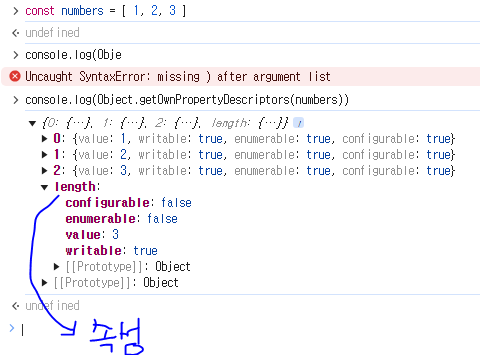 > const numbers = [ 1, 2, 3 ]
undefined
> console.log(Obje
Uncaught SyntaxError: missing ) after argument list
> console.log(Object.getOwnPropertyDescriptors(numbers))
▼ {0: {…}, 1: {…}, 2: {…}, length: {…}} i
▶ 0: {value: 1, writable: true, enumerable: true, configurable: true}
▶ 1: {value: 2, writable: true, enumerable: true, configurable: true}
▶ 2: {value: 3, writable: true, enumerable: true, configurable: true}
▼ length:
configurable: false
enumerable: false
value: 3
writable: true
▶ [[Prototype]]: Object
▶ [[Prototype]]: Object
undefined
>
속성